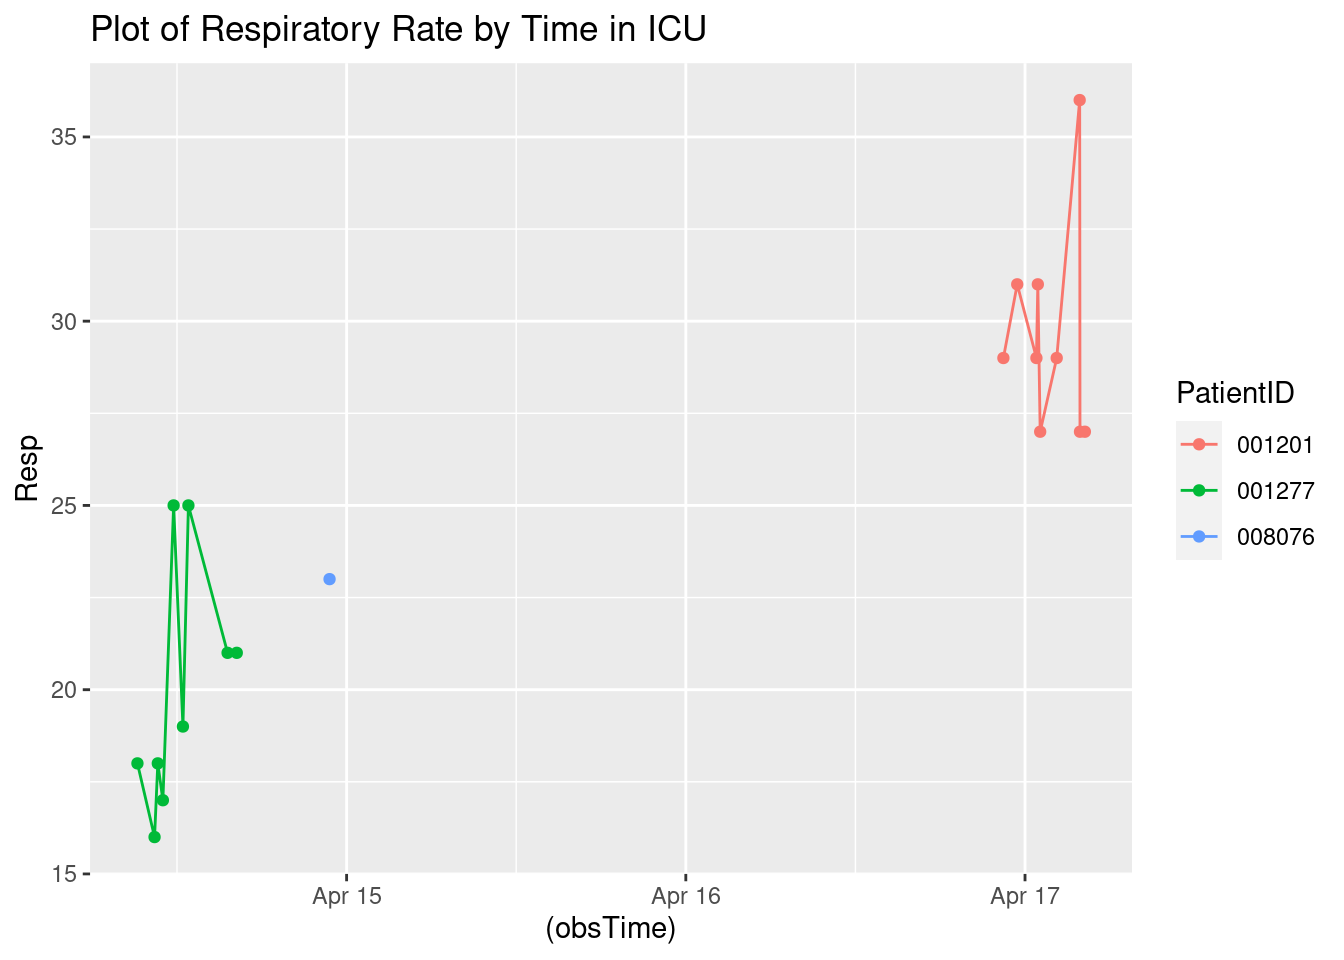 Plot of Respiratory Rate by Time in ICU
35
30
25
20
15
Resp
Apr 15
Apr 16
Apr 17
(obsTime)
PatientID
001201
001277
008076